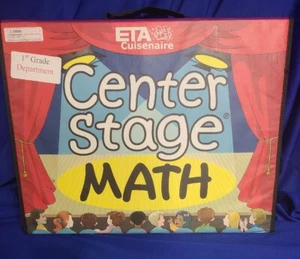 ETA
Cuisenaire
1st Grade
Department
Center
Stage®
MATH